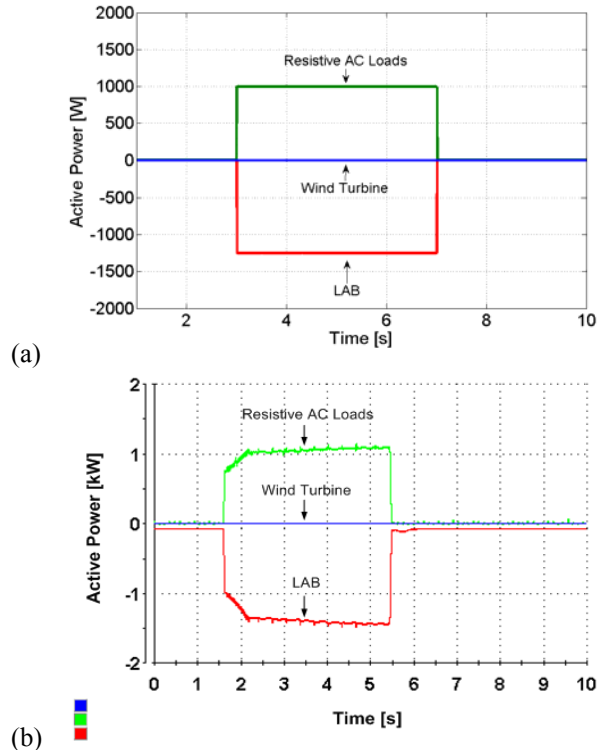 2000
1500
Resistive AC Loads
1000
500
0
Wind Turbine
-500
-1000
-1500
LAB
-2000
Active Power [W]
2 4 6 8 10
Time [s]
(a)
2
Resistive AC Loads
1
Wind Turbine
0
LAB
-1
-2
Active Power [kW]
0 1 2 3 4 5 6 7 8 9 10
Time [s]
(b)